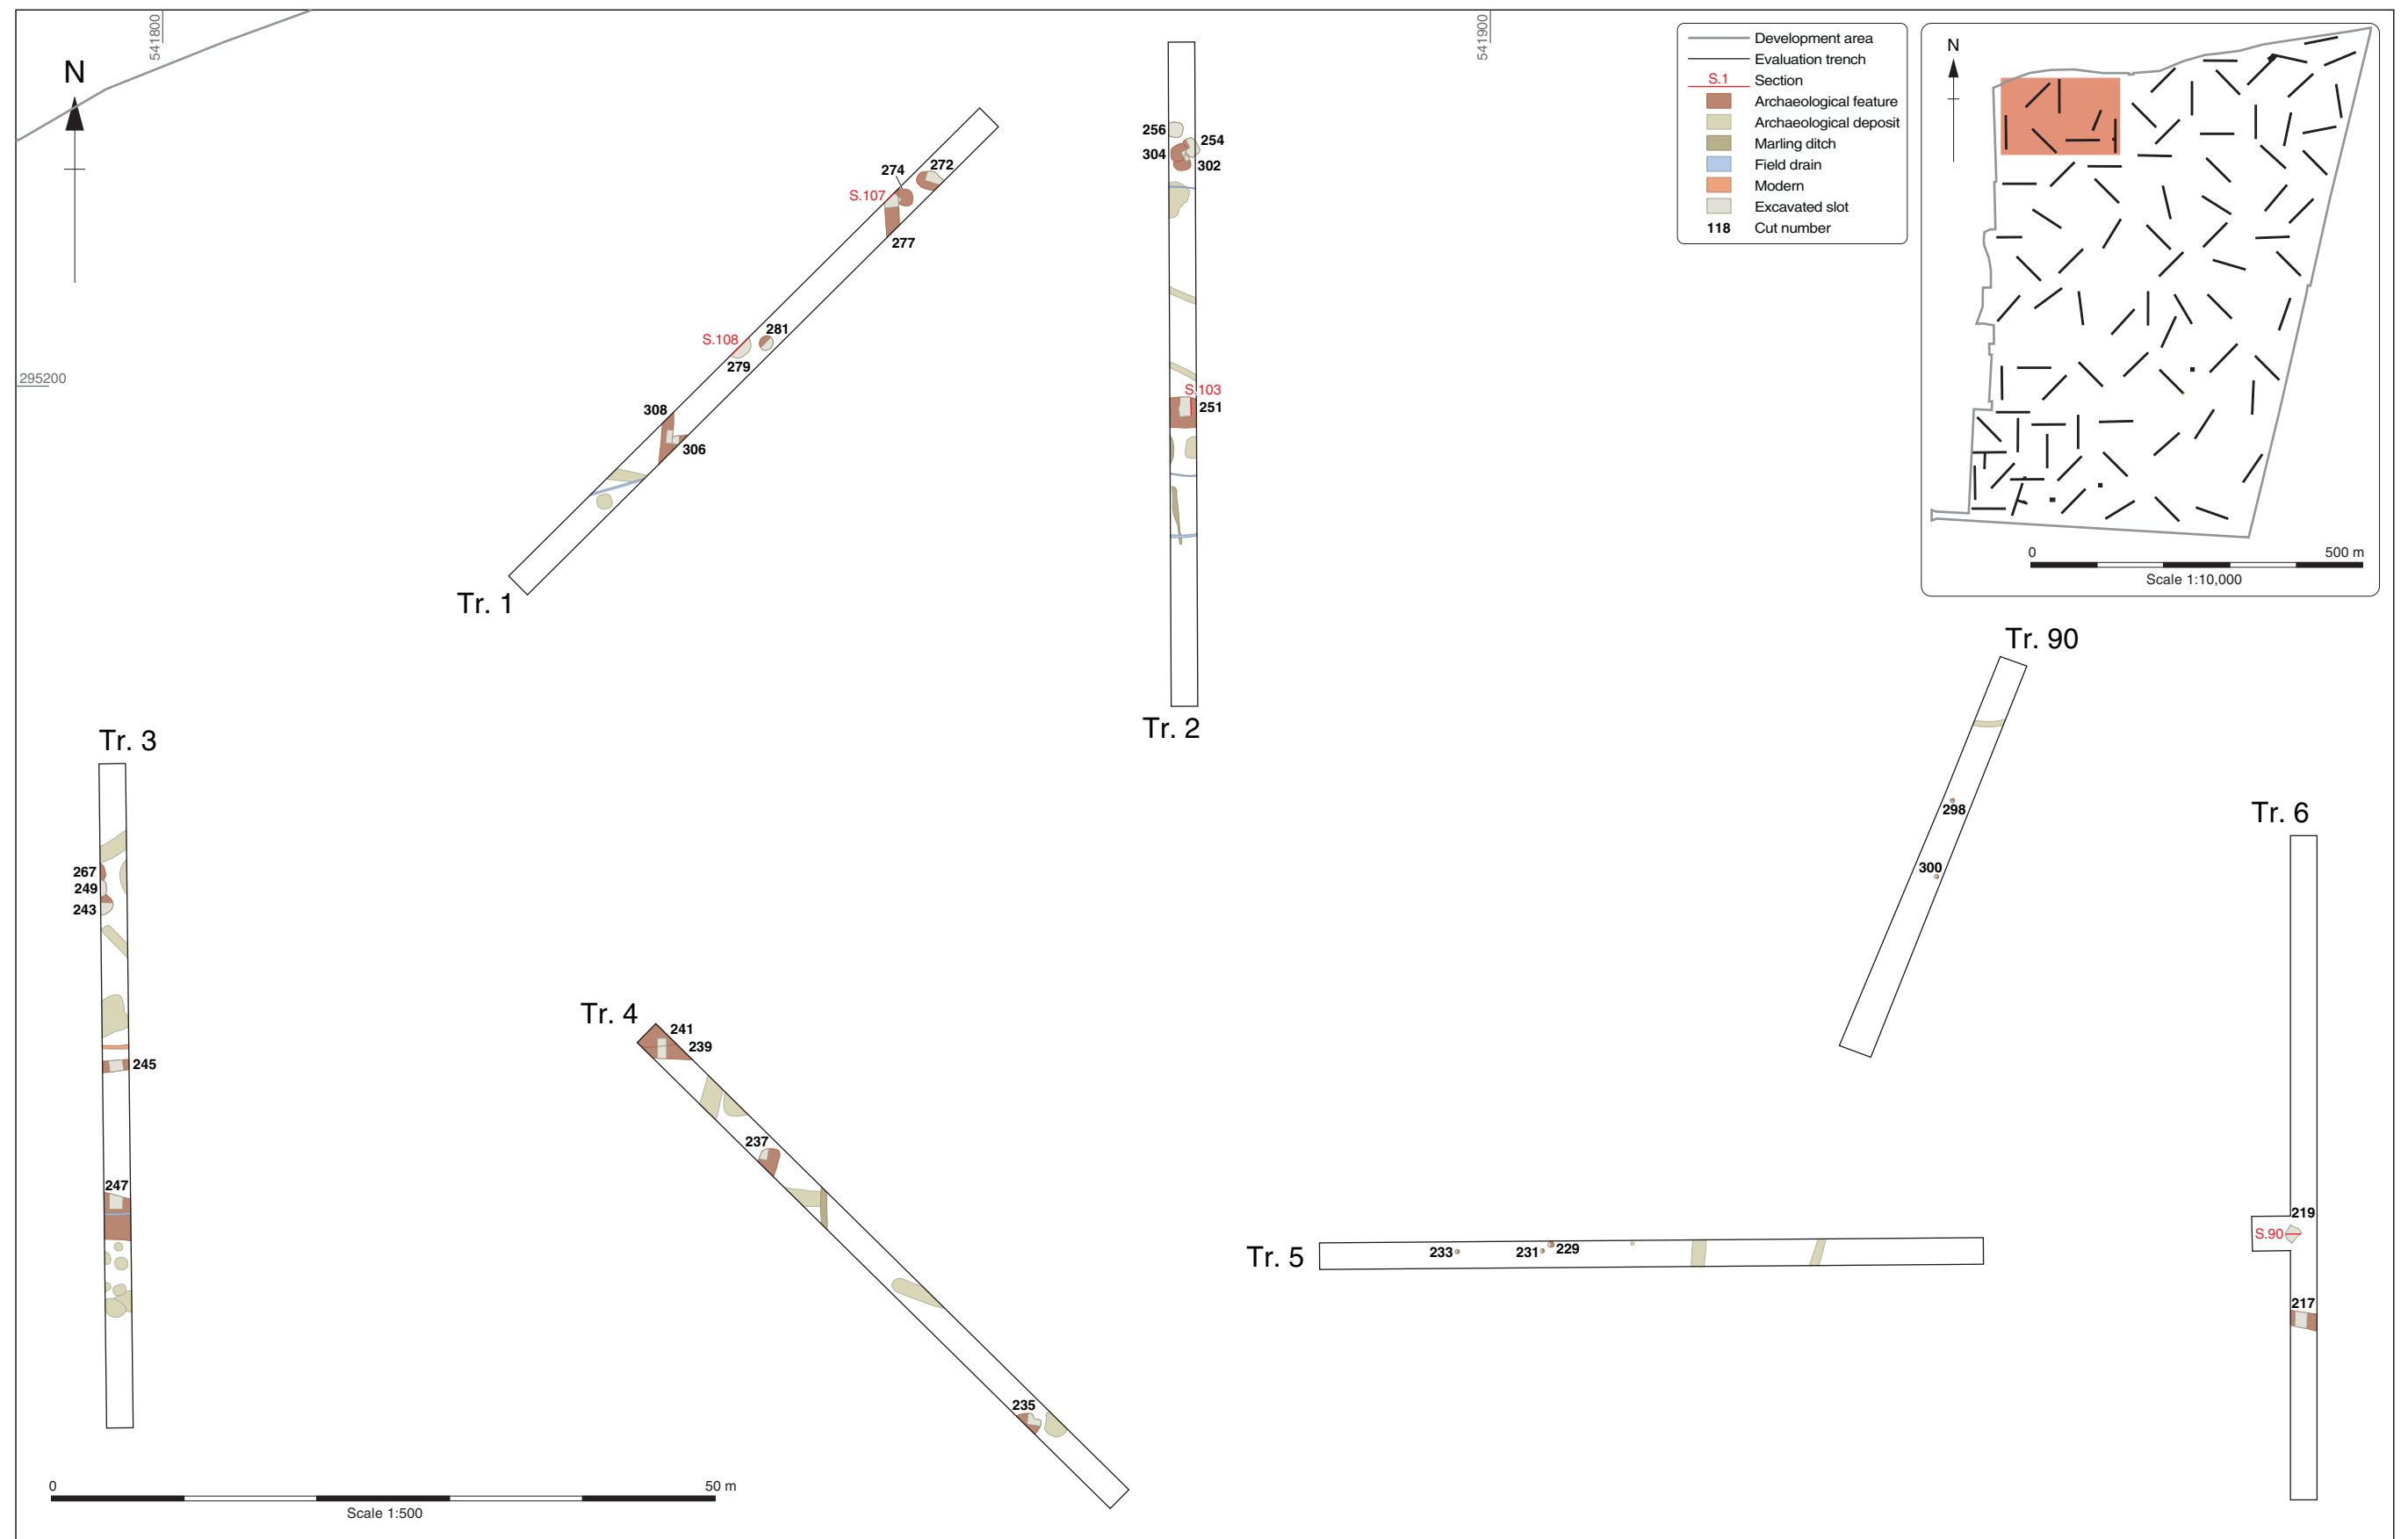 541800
541900
N
295200
Development area
Evaluation trench
S.1 Section
Archaeological feature
Archaeological deposit
Marling ditch
Field drain
Modern
Excavated slot
118 Cut number
N
0 500 m
Scale 1:10,000
274
272
S.107
277
S.108
281
279
308
306
Tr. 1
256
254
304
302
S.103
251
Tr. 2
Tr. 90
298
300
Tr. 3
267
249
243
245
247
Tr. 4
241
239
237
235
Tr. 5
233
231
229
Tr. 6
219
S.90
217
0 50 m
Scale 1:500